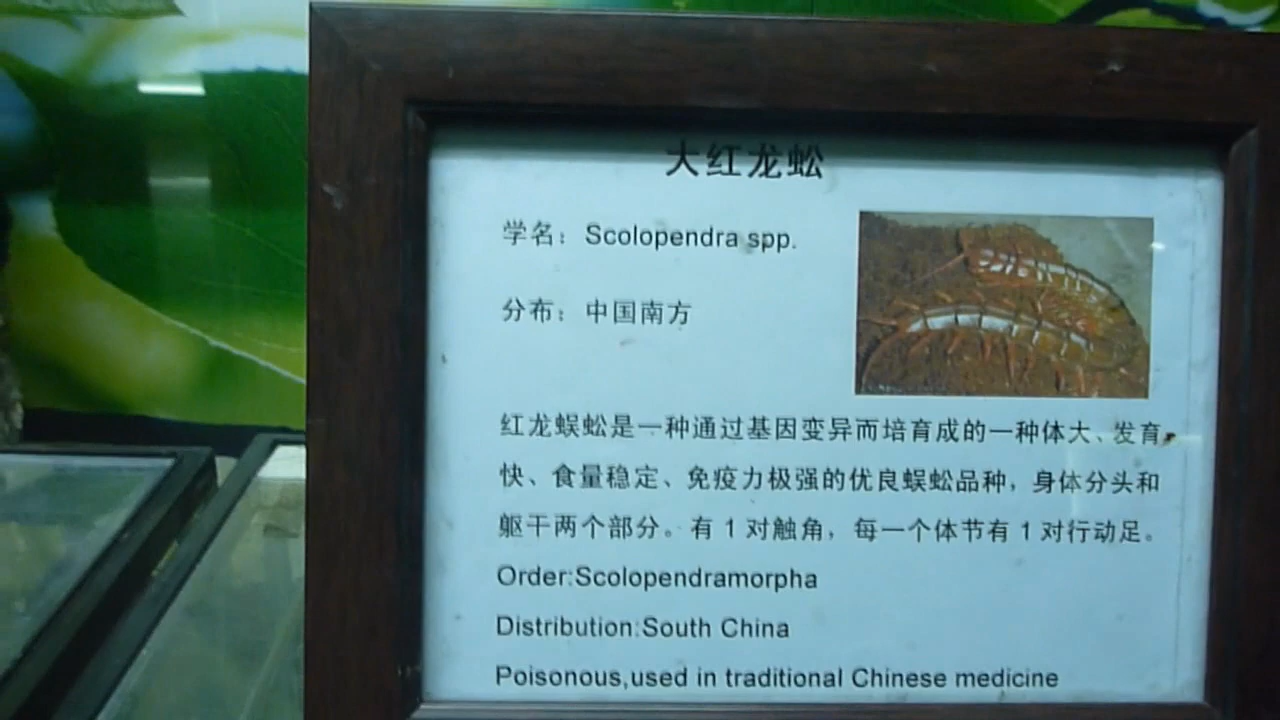 大红龙蚣
学名：Scolopendra spp.
分布：中国南方
红龙蜈蚣是一种通过基因变异而培育成的一种体大、发育
快、食量稳定、免疫力极强的优良蜈蚣品种，身体分头和
躯干两个部分。有 1 对触角，每一个体节有 1 对行动足。
Order:Scolopendramorpha
Distribution:South China
Poisonous,used in traditional Chinese medicine